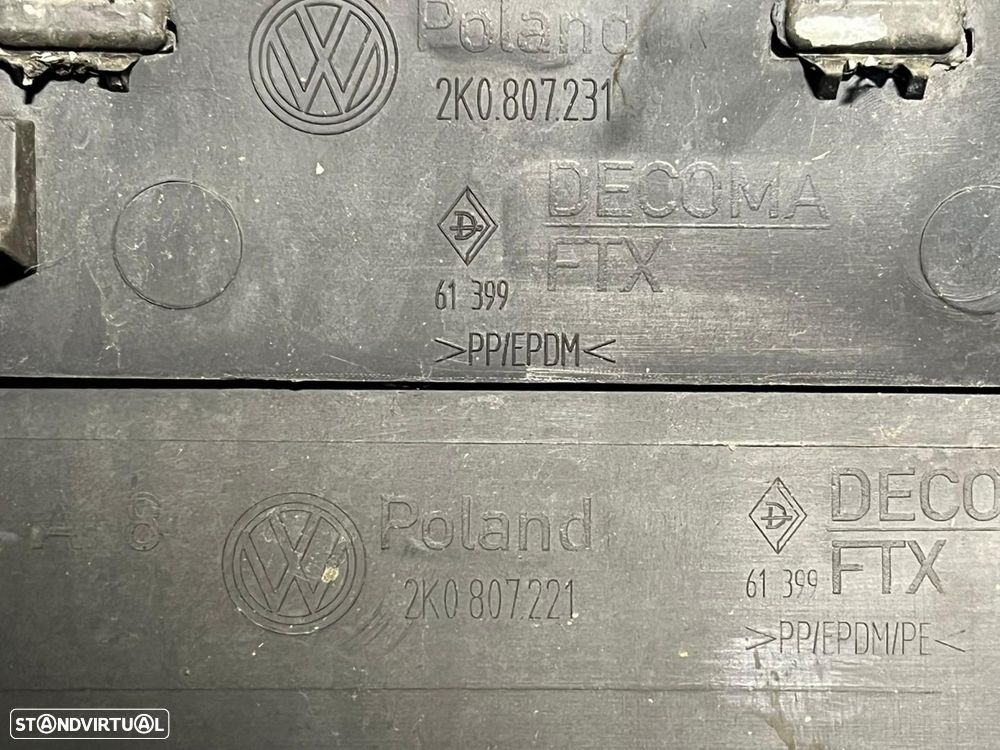 Poland
2K0.807.231
DECOMA
FTX
61 399
>PP/EPDM<
A 8
Poland
2K0 807.221
DECO
FTX
61 399
>PP/EPDM/PE<
STANDVIRTUAL